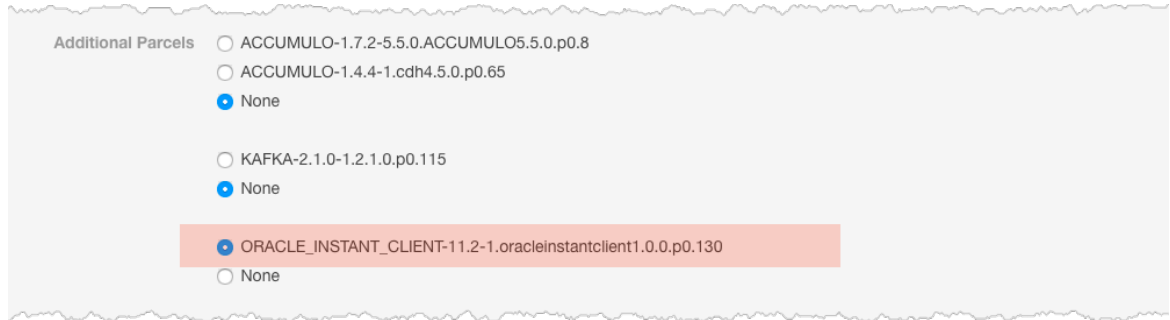 Additional Parcels ACCUMULO-1.7.2-5.5.0.ACCUMULO5.5.0.p0.8
ACCUMULO-1.4.4-1.cdh4.5.0.p0.65
None
KAFKA-2.1.0-1.2.1.0.p0.115
None
ORACLE_INSTANT_CLIENT-11.2-1.oracleinstantclient1.0.0.p0.130
None